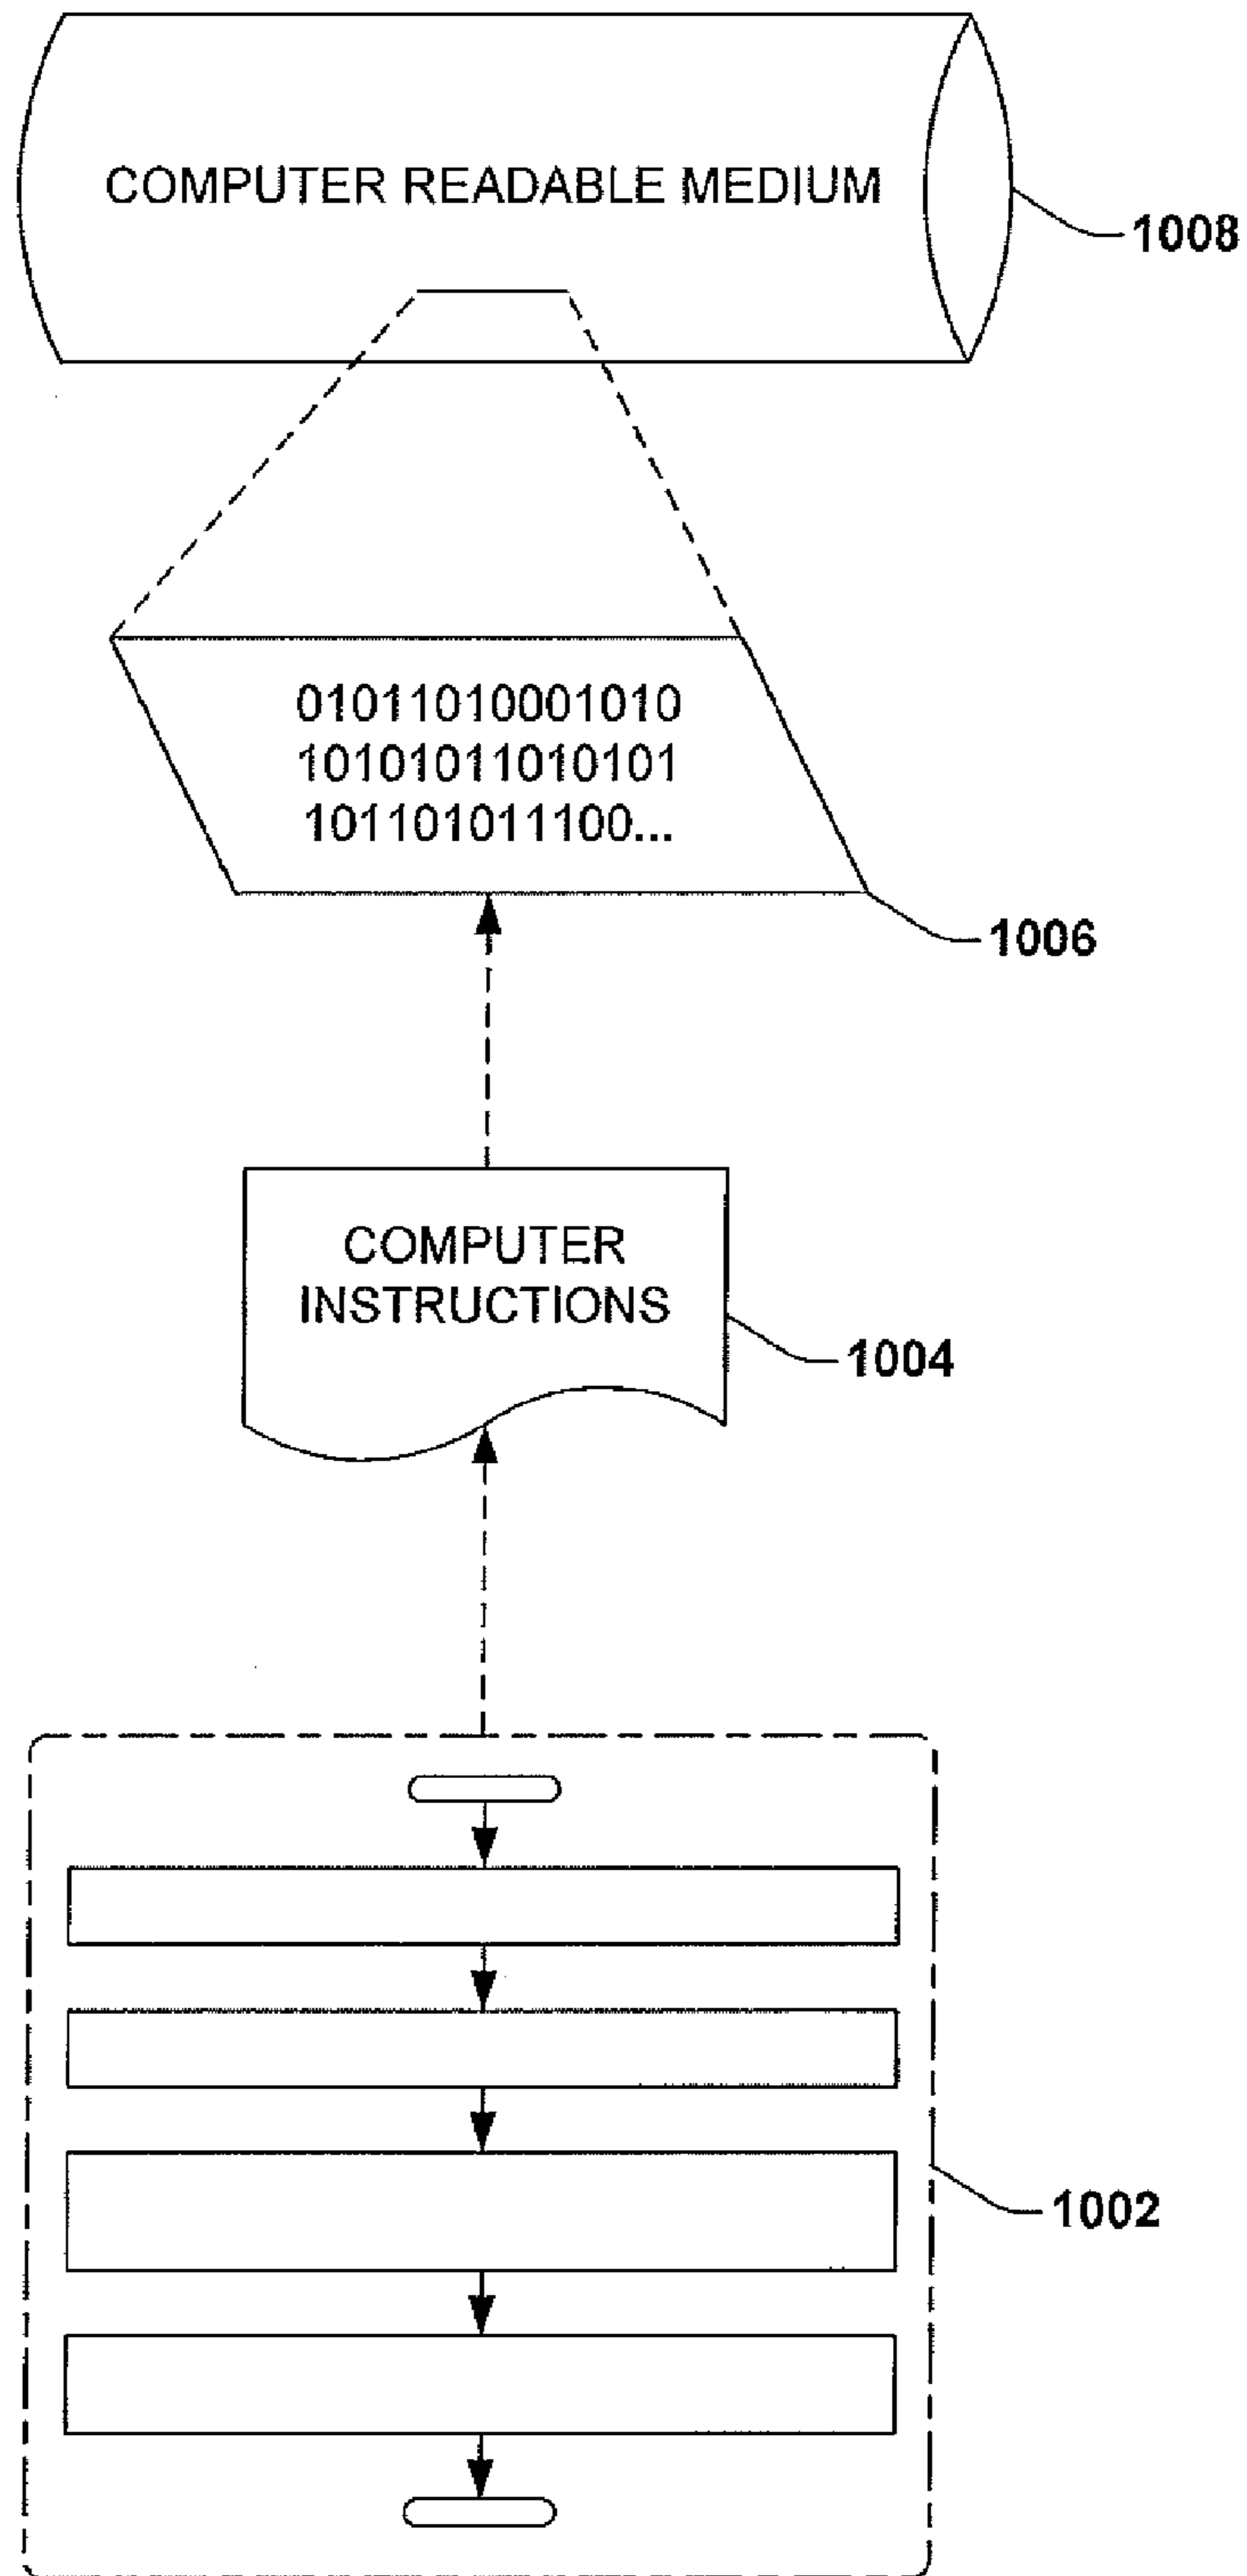 COMPUTER READABLE MEDIUM
1008
01011010001010
10101011010101
101101011100...
1006
COMPUTER
INSTRUCTIONS
1004
1002